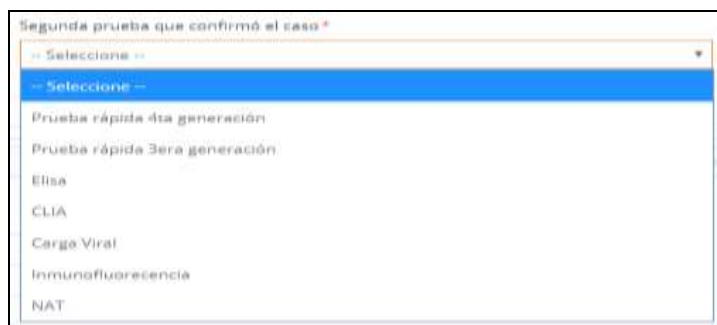 Segunda prueba que confirmó el caso *
-- Seleccione --
-- Seleccione --
Prueba rápida 4ta generación
Prueba rápida 3era generación
Elisa
CLIA
Carga Viral
Inmunofluorecencia
NAT